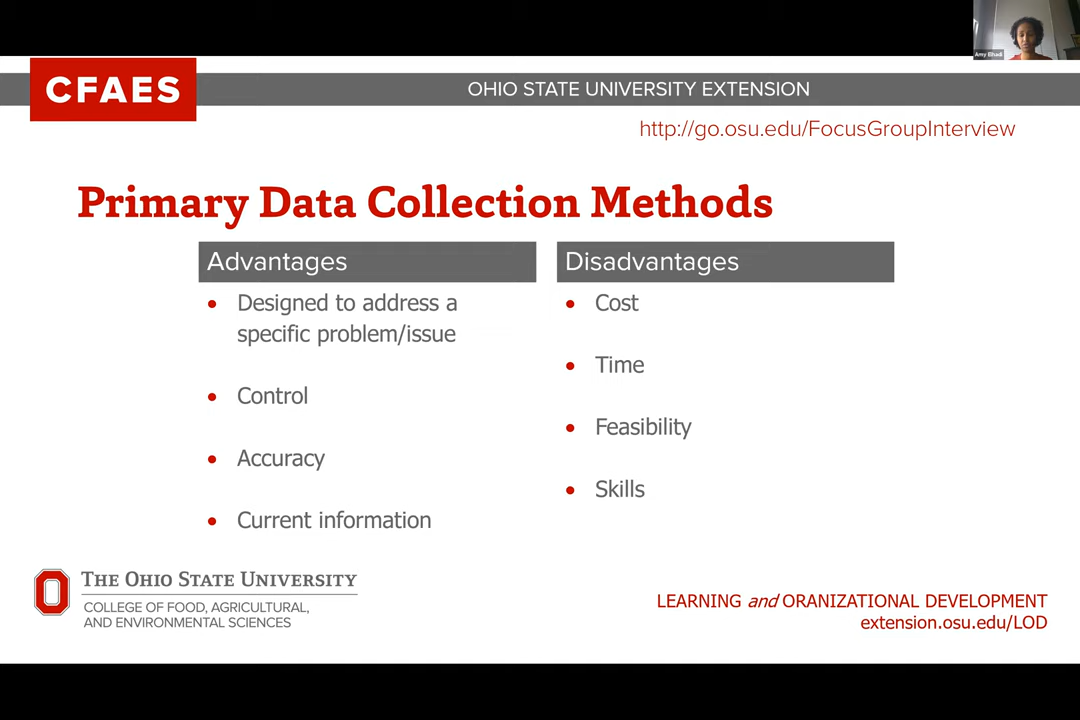 Amy Elhadi
CFAES
OHIO STATE UNIVERSITY EXTENSION
http://go.osu.edu/FocusGroupInterview
Primary Data Collection Methods
Advantages
• Designed to address a
specific problem/issue
• Control
• Accuracy
• Current information
Disadvantages
• Cost
• Time
• Feasibility
• Skills
THE OHIO STATE UNIVERSITY
COLLEGE OF FOOD, AGRICULTURAL,
AND ENVIRONMENTAL SCIENCES
LEARNING and ORANIZATIONAL DEVELOPMENT
extension.osu.edu/LOD